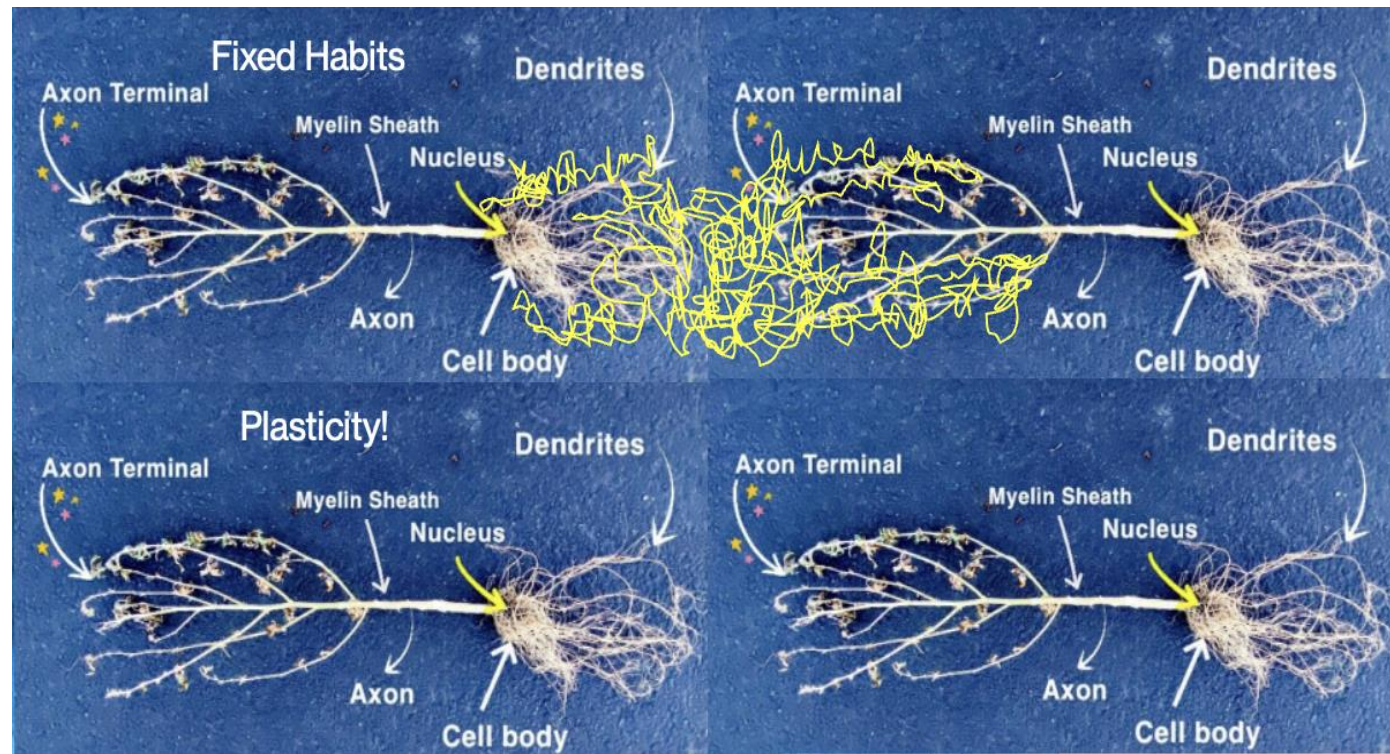 Fixed Habits
Dendrites
Dendrites
Axon Terminal
Axon Terminal
Myelin Sheath
Myelin Sheath
Nucleus
Nucleus
Axon
Axon
Cell body
Cell body
Plasticity!
Dendrites
Dendrites
Axon Terminal
Axon Terminal
Myelin Sheath
Myelin Sheath
Nucleus
Nucleus
Axon
Axon
Cell body
Cell body